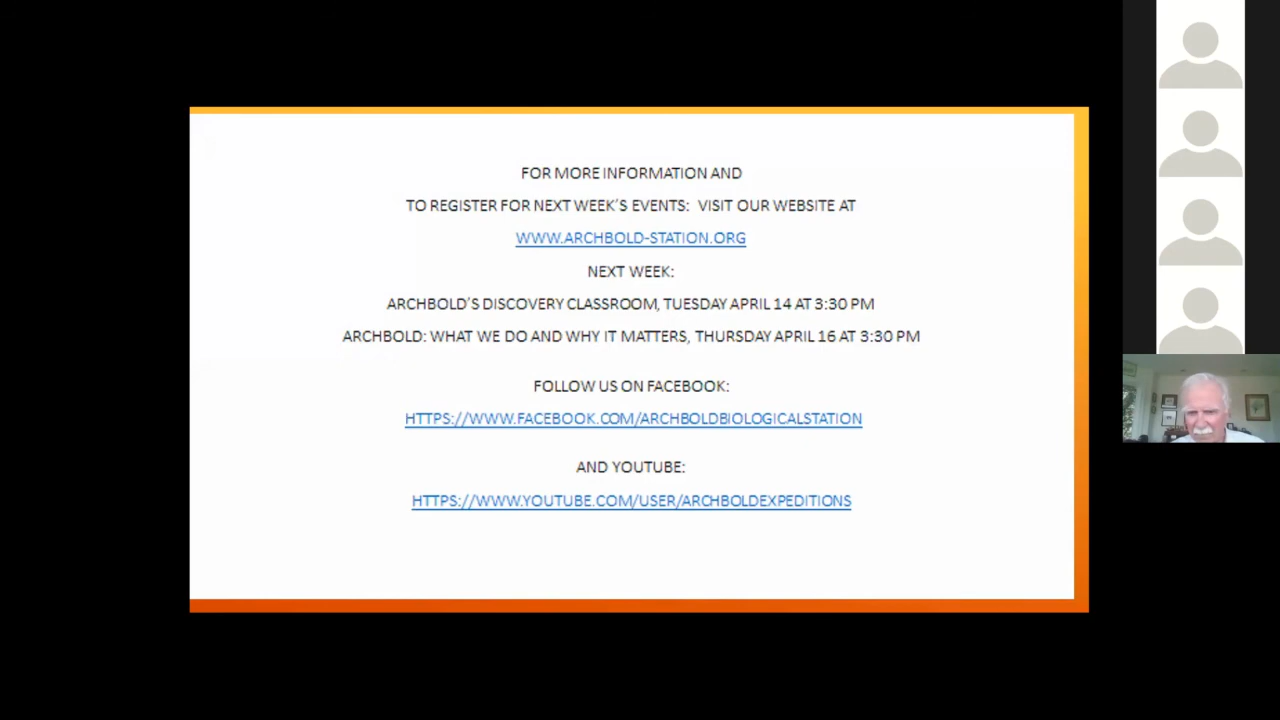 FOR MORE INFORMATION AND
TO REGISTER FOR NEXT WEEK’S EVENTS:  VISIT OUR WEBSITE AT
WWW.ARCHBOLD-STATION.ORG
NEXT WEEK:
ARCHBOLD’S DISCOVERY CLASSROOM, TUESDAY APRIL 14 AT 3:30 PM
ARCHBOLD: WHAT WE DO AND WHY IT MATTERS, THURSDAY APRIL 16 AT 3:30 PM
FOLLOW US ON FACEBOOK:
HTTPS://WWW.FACEBOOK.COM/ARCHBOLDBIOLOGICALSTATION
AND YOUTUBE:
HTTPS://WWW.YOUTUBE.COM/USER/ARCHBOLDEXPEDITIONS